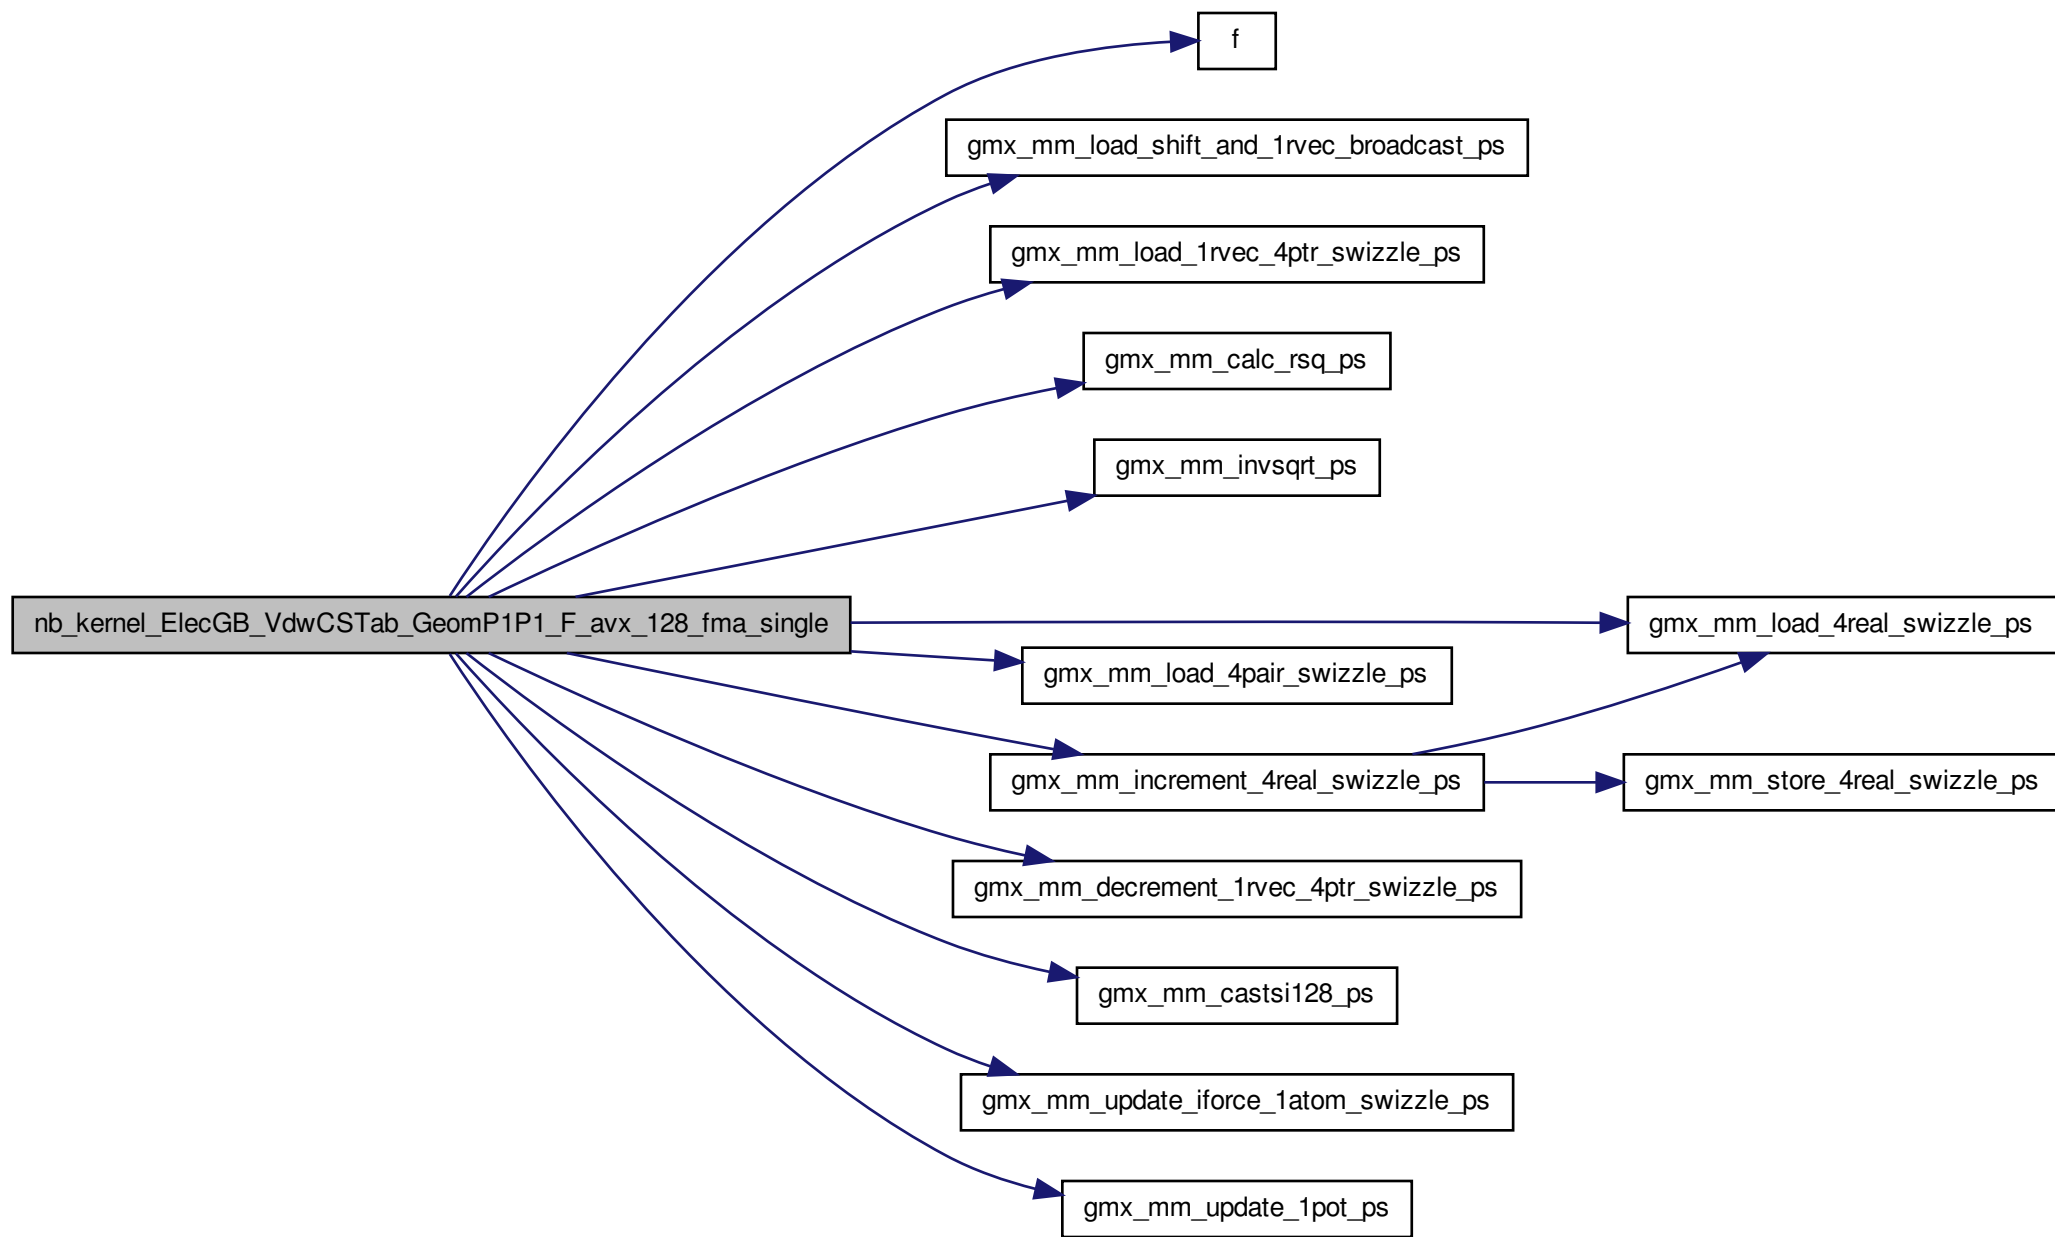 f
gmx_mm_load_shift_and_1rvec_broadcast_ps
gmx_mm_load_1rvec_4ptr_swizzle_ps
gmx_mm_calc_rsq_ps
gmx_mm_invsqrt_ps
nb_kernel_ElecGB_VdwCSTab_GeomP1P1_F_avx_128_fma_single
gmx_mm_load_4real_swizzle_ps
gmx_mm_load_4pair_swizzle_ps
gmx_mm_increment_4real_swizzle_ps
gmx_mm_store_4real_swizzle_ps
gmx_mm_decrement_1rvec_4ptr_swizzle_ps
gmx_mm_castsi128_ps
gmx_mm_update_iforce_1atom_swizzle_ps
gmx_mm_update_1pot_ps